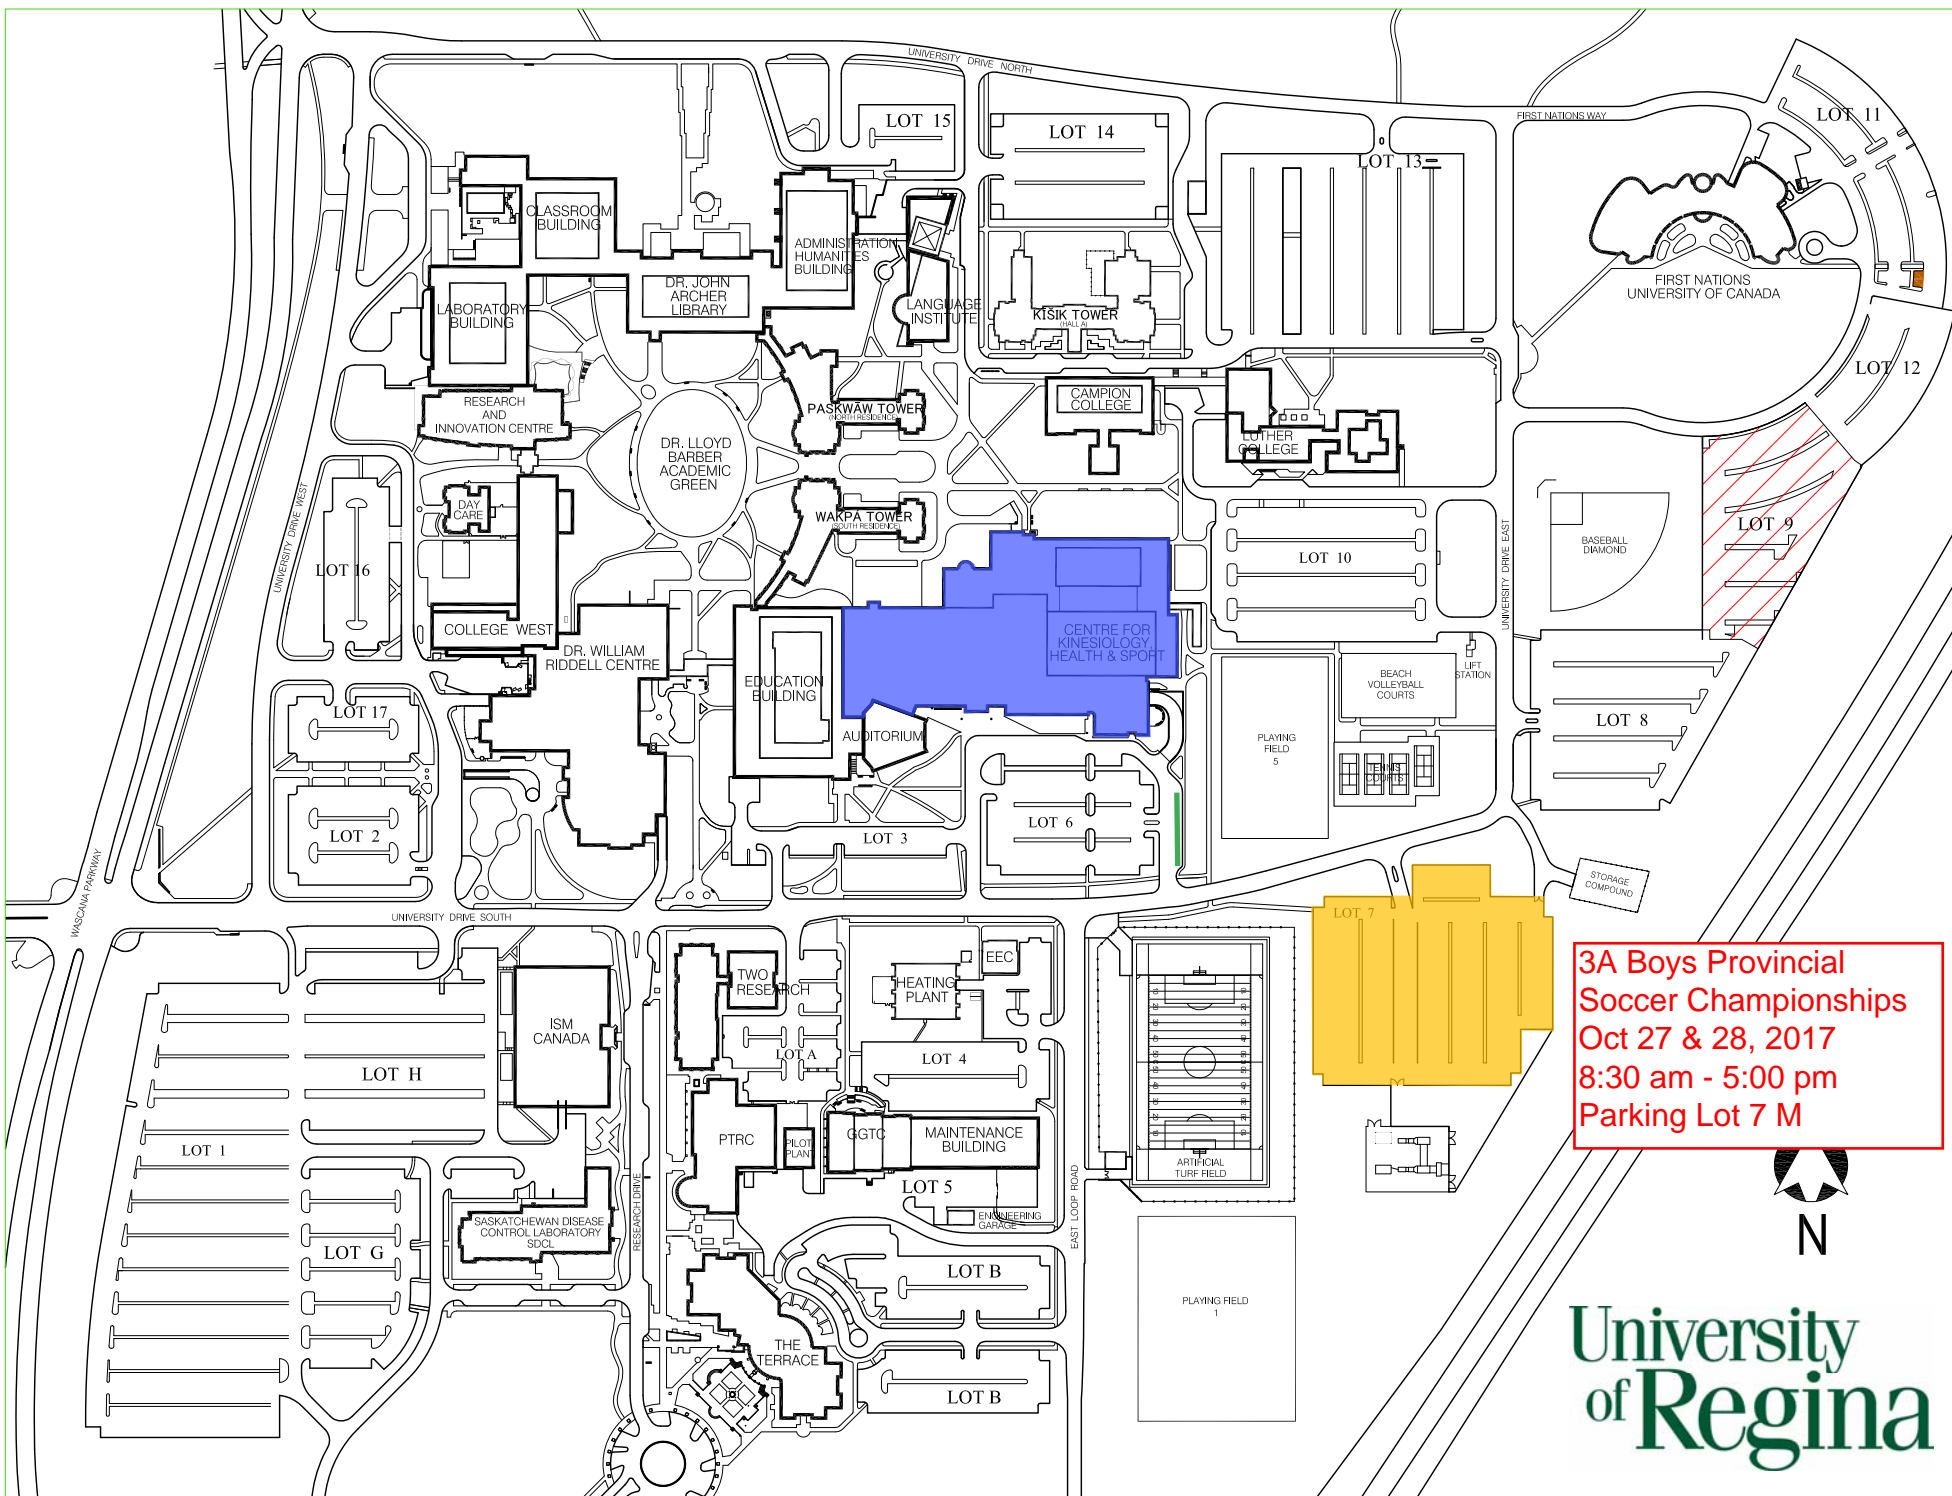 UNIVERSITY DRIVE NORTH
FIRST NATIONS WAY
LOT 11
LOT 15
LOT 14
LOT 13
CLASSROOM
BUILDING
ADMINISTRATION
HUMANITIES
BUILDING
DR. JOHN
ARCHER
LIBRARY
LANGUAGE
INSTITUTE
KĪŠIK TOWER
(HALL A)
FIRST NATIONS
UNIVERSITY OF CANADA
LABORATORY
BUILDING
LOT 12
RESEARCH
AND
INNOVATION CENTRE
PASKWĀW TOWER
(NORTH RESIDENCE)
CAMPION
COLLEGE
LUTHER
COLLEGE
DR. LLOYD
BARBER
ACADEMIC
GREEN
DAY
CARE
WAKPĀ TOWER
(SOUTH RESIDENCE)
UNIVERSITY DRIVE WEST
LOT 16
LOT 10
UNIVERSITY DRIVE EAST
BASEBALL
DIAMOND
LOT 9
COLLEGE WEST
DR. WILLIAM
RIDDELL CENTRE
EDUCATION
BUILDING
CENTRE FOR
KINESIOLOGY,
HEALTH & SPORT
LIFT
STATION
BEACH
VOLLEYBALL
COURTS
LOT 17
AUDITORIUM
PLAYING
FIELD
5
TENNIS
COURTS
LOT 8
LOT 2
LOT 3
LOT 6
STORAGE
COMPOUND
WASCANA PARKWAY
UNIVERSITY DRIVE SOUTH
LOT 7
3A Boys Provincial
Soccer Championships
Oct 27 & 28, 2017
8:30 am - 5:00 pm
Parking Lot 7 M
TWO
RESEARCH
HEATING
PLANT
EEC
ISM
CANADA
LOT A
LOT 4
LOT H
LOT 1
PTRC
PILOT
PLANT
GGTC
MAINTENANCE
BUILDING
ARTIFICIAL
TURF FIELD
LOT 5
ENGINEERING
GARAGE
RESEARCH DRIVE
EAST LOOP ROAD
SASKATCHEWAN DISEASE
CONTROL LABORATORY
SDCL
LOT G
LOT B
PLAYING FIELD
1
THE
TERRACE
LOT B
N
University
of Regina